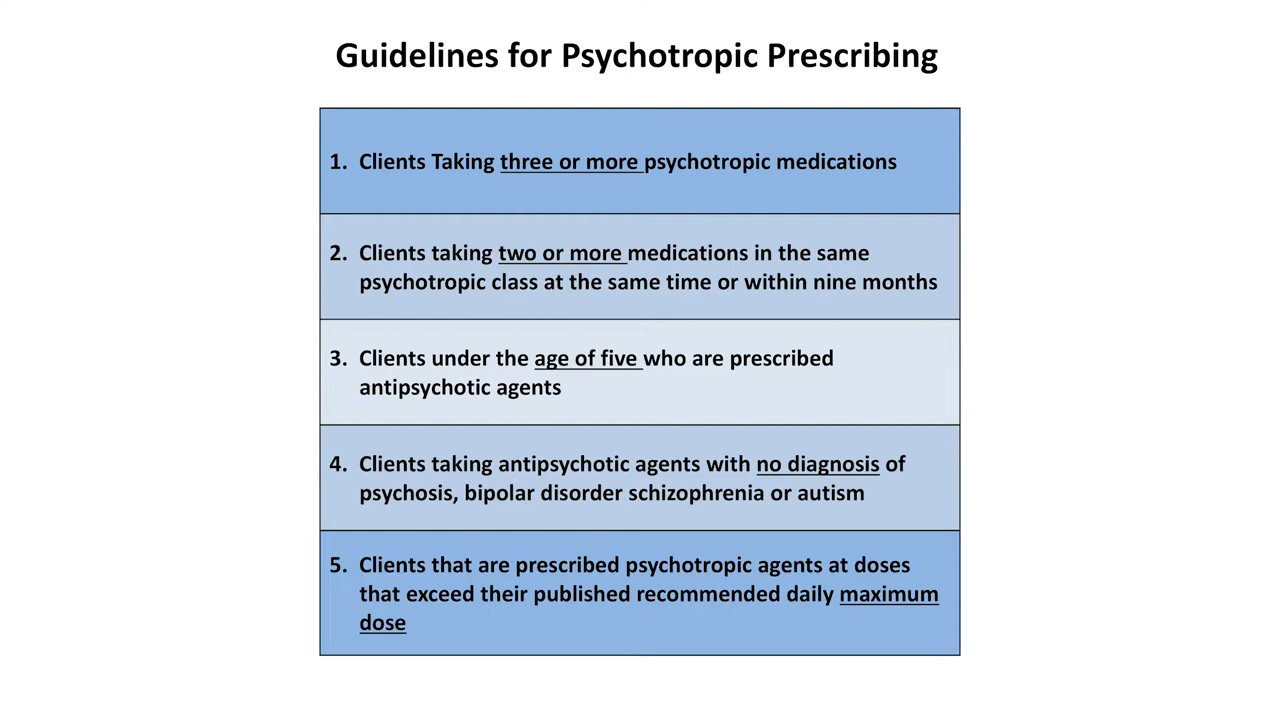 Guidelines for Psychotropic Prescribing
1. Clients Taking three or more psychotropic medications
2. Clients taking two or more medications in the same
psychotropic class at the same time or within nine months
3. Clients under the age of five who are prescribed
antipsychotic agents
4. Clients taking antipsychotic agents with no diagnosis of
psychosis, bipolar disorder schizophrenia or autism
5. Clients that are prescribed psychotropic agents at doses
that exceed their published recommended daily maximum
dose